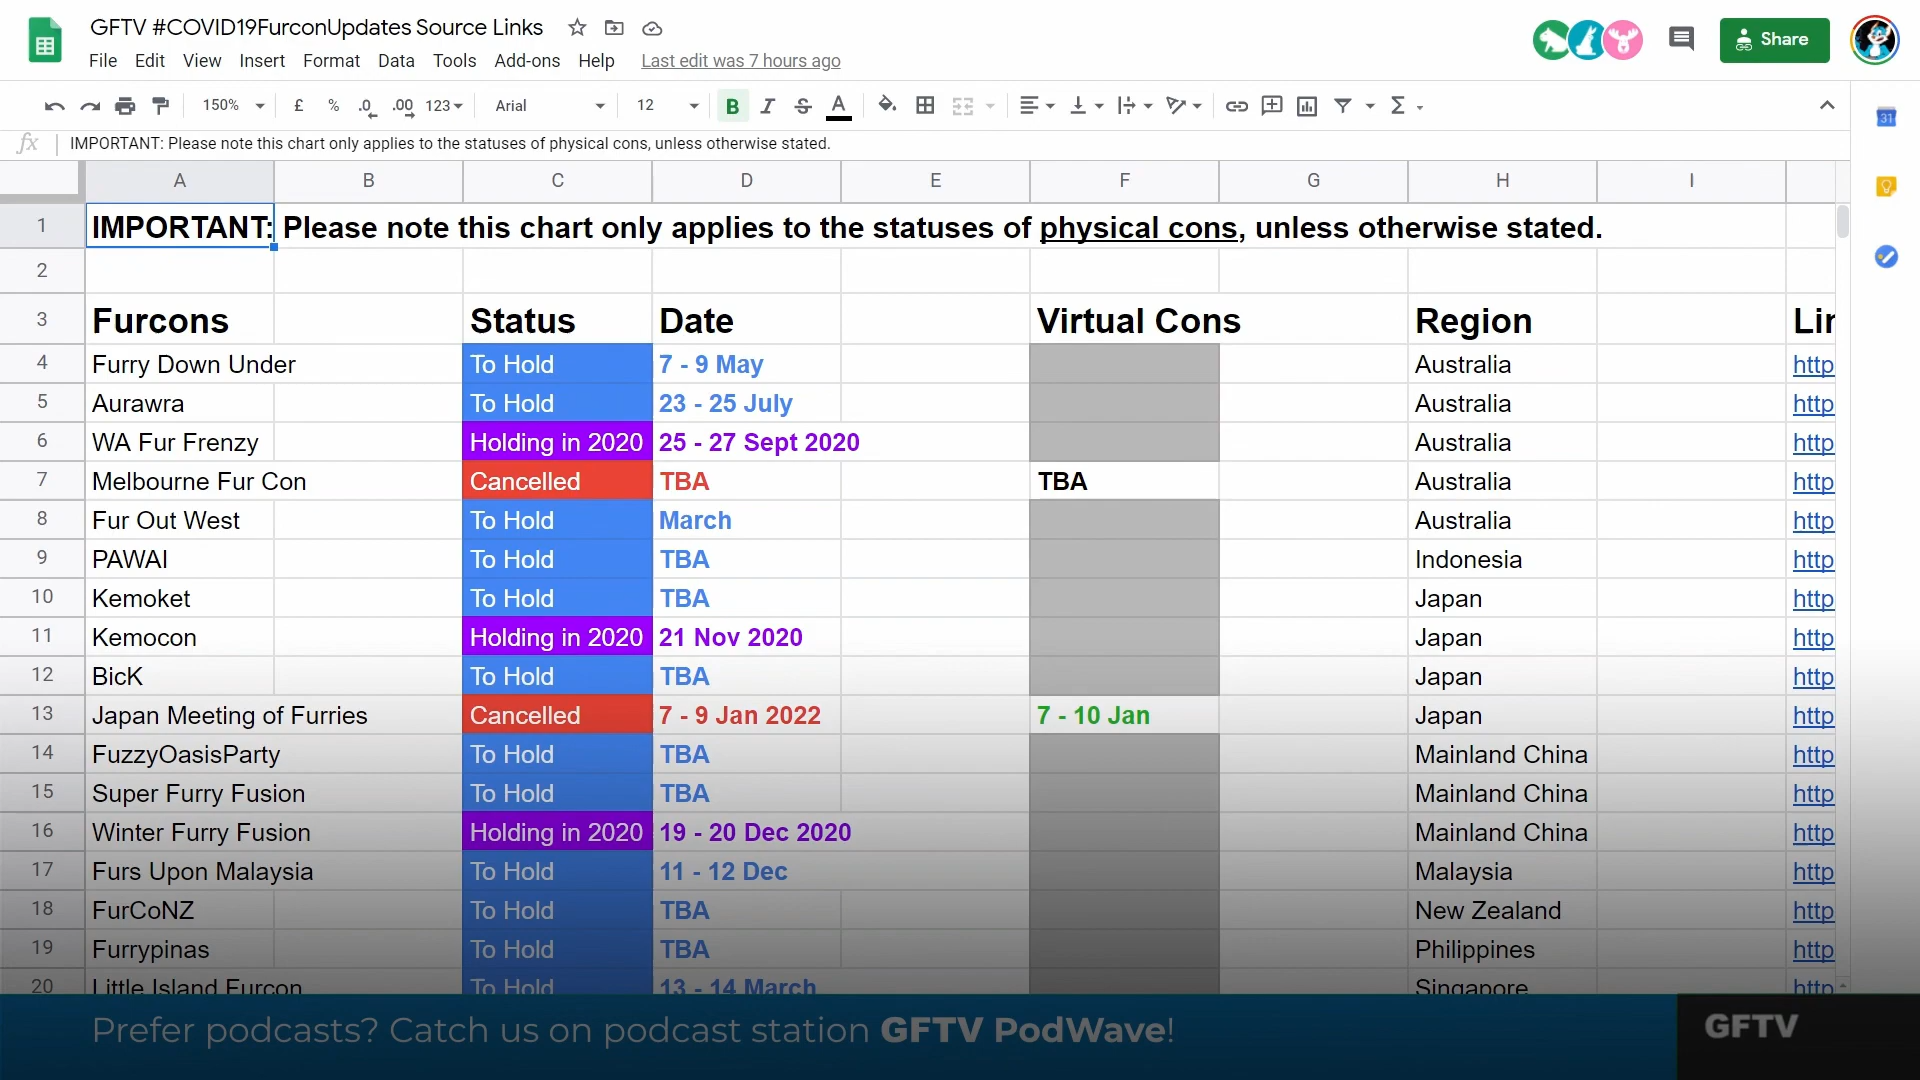 GFTV #COVID19FurconUpdates Source Links
File Edit View Insert Format Data Tools Add-ons Help Last edit was 7 hours ago
Share
150% £ % .0 .00 123 Arial 12 B I S A Σ
31
fx IMPORTANT: Please note this chart only applies to the statuses of physical cons, unless otherwise stated.
A B C D E F G H I
1 IMPORTANT: Please note this chart only applies to the statuses of physical cons, unless otherwise stated.
2
3 Furcons Status Date Virtual Cons Region Lin
4 Furry Down Under To Hold 7 - 9 May Australia http
5 Aurawra To Hold 23 - 25 July Australia http
6 WA Fur Frenzy Holding in 2020 25 - 27 Sept 2020 Australia http
7 Melbourne Fur Con Cancelled TBA TBA Australia http
8 Fur Out West To Hold March Australia http
9 PAWAI To Hold TBA Indonesia http
10 Kemoket To Hold TBA Japan http
11 Kemocon Holding in 2020 21 Nov 2020 Japan http
12 BicK To Hold TBA Japan http
13 Japan Meeting of Furries Cancelled 7 - 9 Jan 2022 7 - 10 Jan Japan http
14 FuzzyOasisParty To Hold TBA Mainland China http
15 Super Furry Fusion To Hold TBA Mainland China http
16 Winter Furry Fusion Holding in 2020 19 - 20 Dec 2020 Mainland China http
17 Furs Upon Malaysia To Hold 11 - 12 Dec Malaysia http
18 FurCoNZ To Hold TBA New Zealand http
19 Furrypinas To Hold TBA Philippines http
20 Little Island Furcon To Hold 13 - 14 March Singapore http
Prefer podcasts? Catch us on podcast station GFTV PodWave!
GFTV